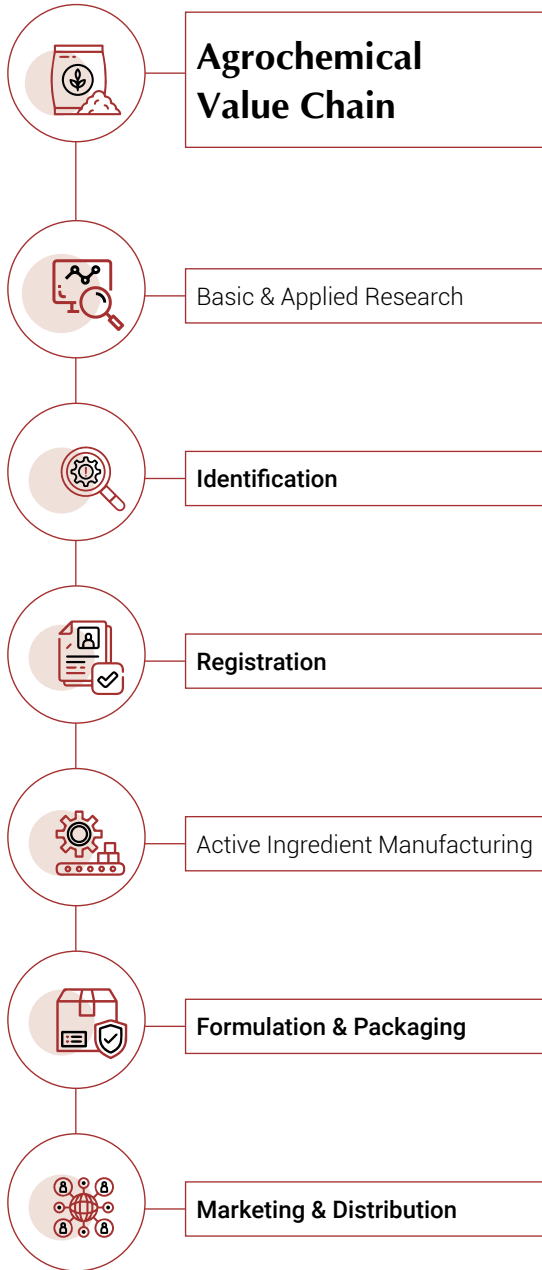 Agrochemical
Value Chain
Basic & Applied Research
Identification
Registration
Active Ingredient Manufacturing
Formulation & Packaging
Marketing & Distribution